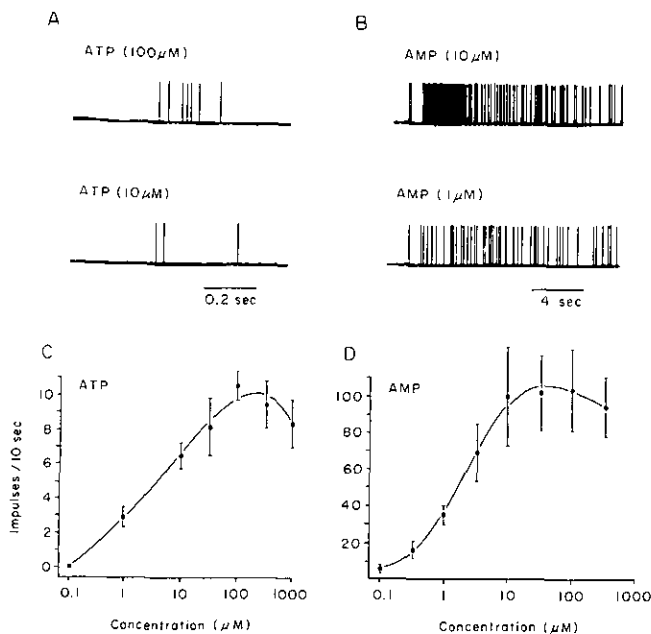 A
ATP (100μM)
ATP (10μM)
0.2 sec
B
AMP (10μM)
AMP (1μM)
4 sec
C
ATP
Impulses / 10 sec
10
8
6
4
2
0
0.1 1 10 100 1000
Concentration (μM)
D
AMP
100
80
60
40
20
0.1 1 10 100 1000
Concentration (μM)